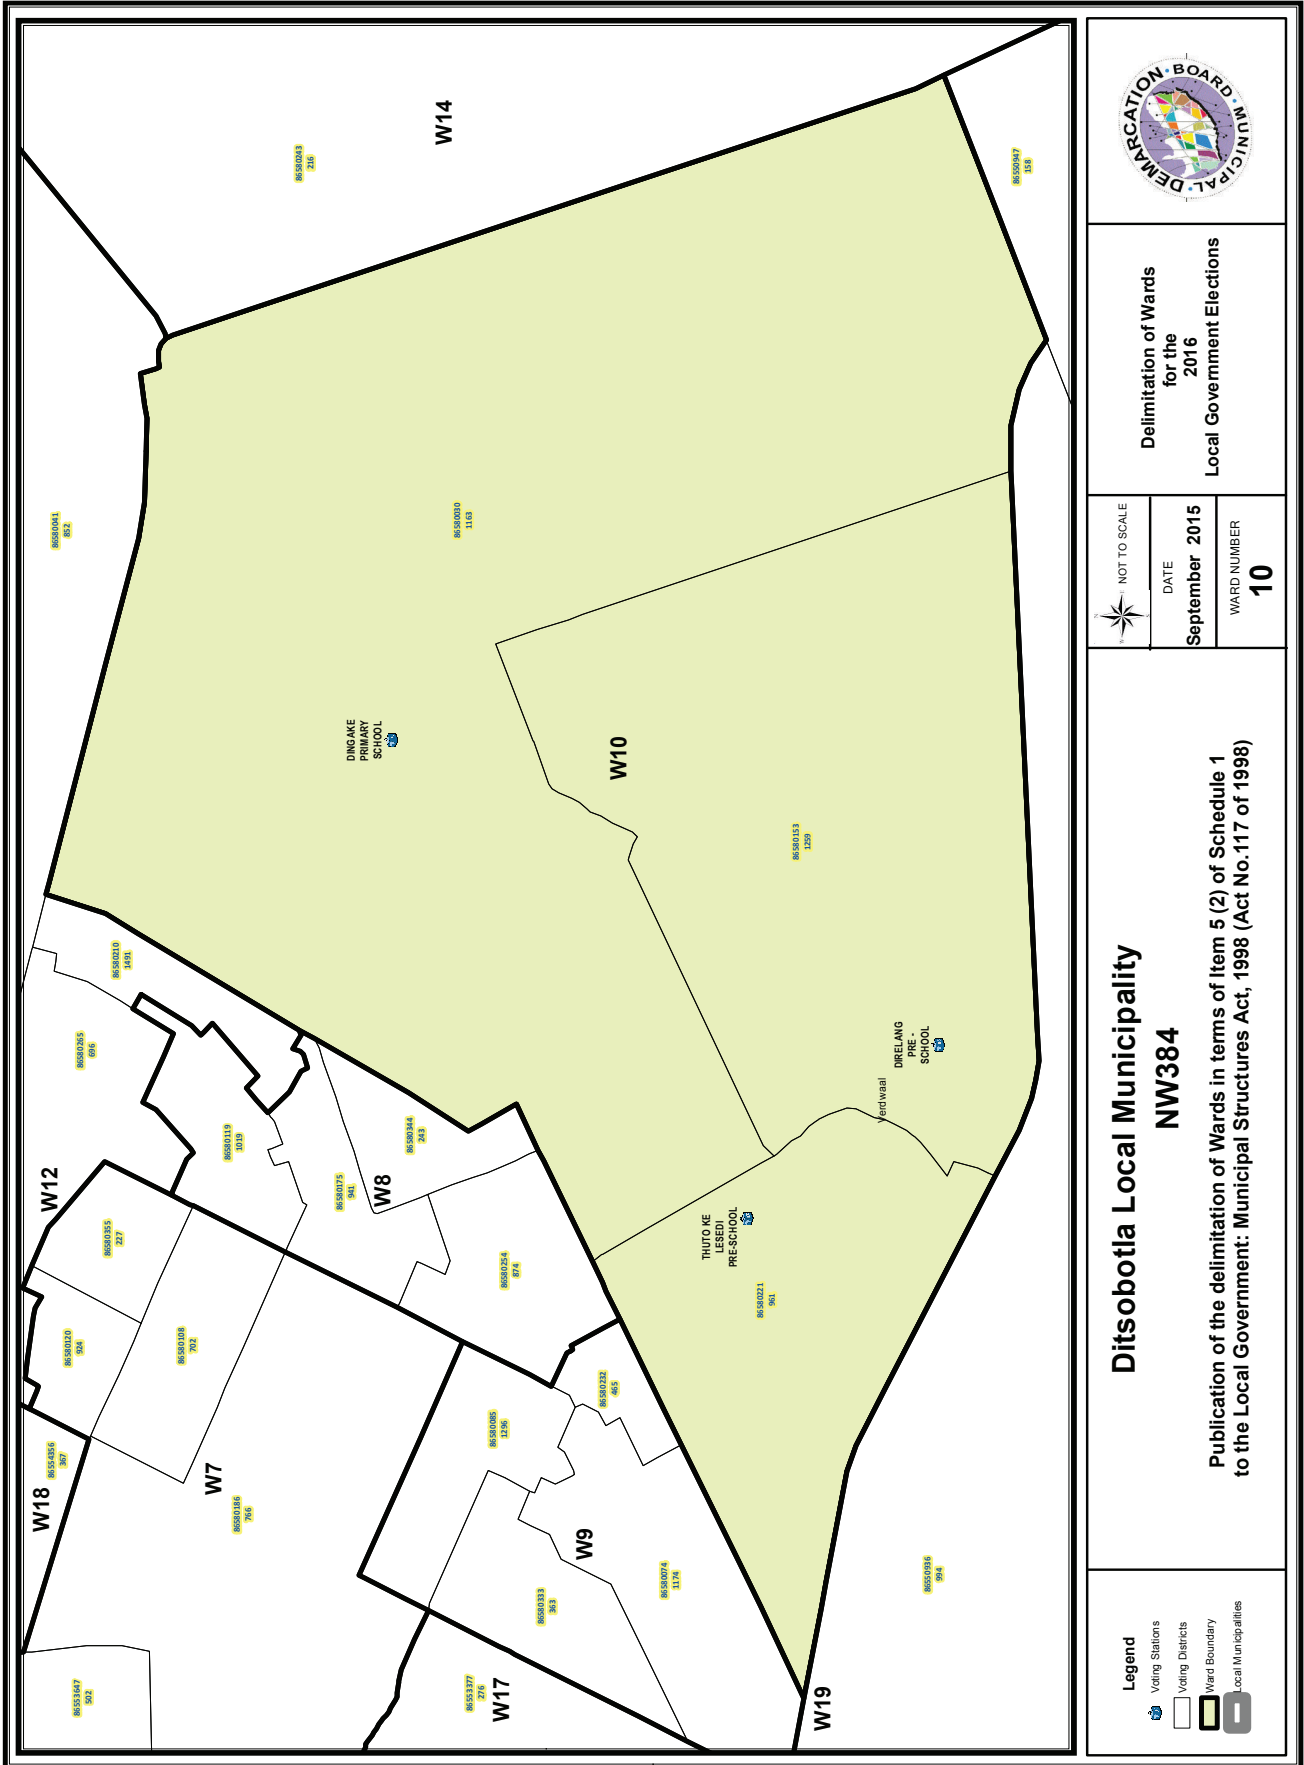 W14
86580243
216
86550947
158
86580041
852
86580030
1163
DINGAKE
PRIMARY
SCHOOL
W10
86580153
1259
86580210
1491
86580265
696
86580119
1019
86580175
941
W8
86580344
243
DIRELANG
PRE -
SCHOOL
Verdwaal
W12
86580355
227
86580254
874
THUTO KE
LESEDI
PRE-SCHOOL
86580221
961
86580120
924
86580108
702
86580232
465
86580085
1296
W18
86554356
367
W7
86580186
766
W9
86580333
363
86580074
1174
86550936
994
86553647
502
86553377
276
W17
W19
Legend
Voting Stations
Voting Districts
Ward Boundary
Local Municipalities
Ditsobotla Local Municipality
NW384
Publication of the delimitation of Wards in terms of Item 5 (2) of Schedule 1
to the Local Government: Municipal Structures Act, 1998 (Act No.117 of 1998)
NOT TO SCALE
DATE
September 2015
WARD NUMBER
10
Delimitation of Wards
for the
2016
Local Government Elections
MUNICIPAL · DEMARCATION · BOARD ·